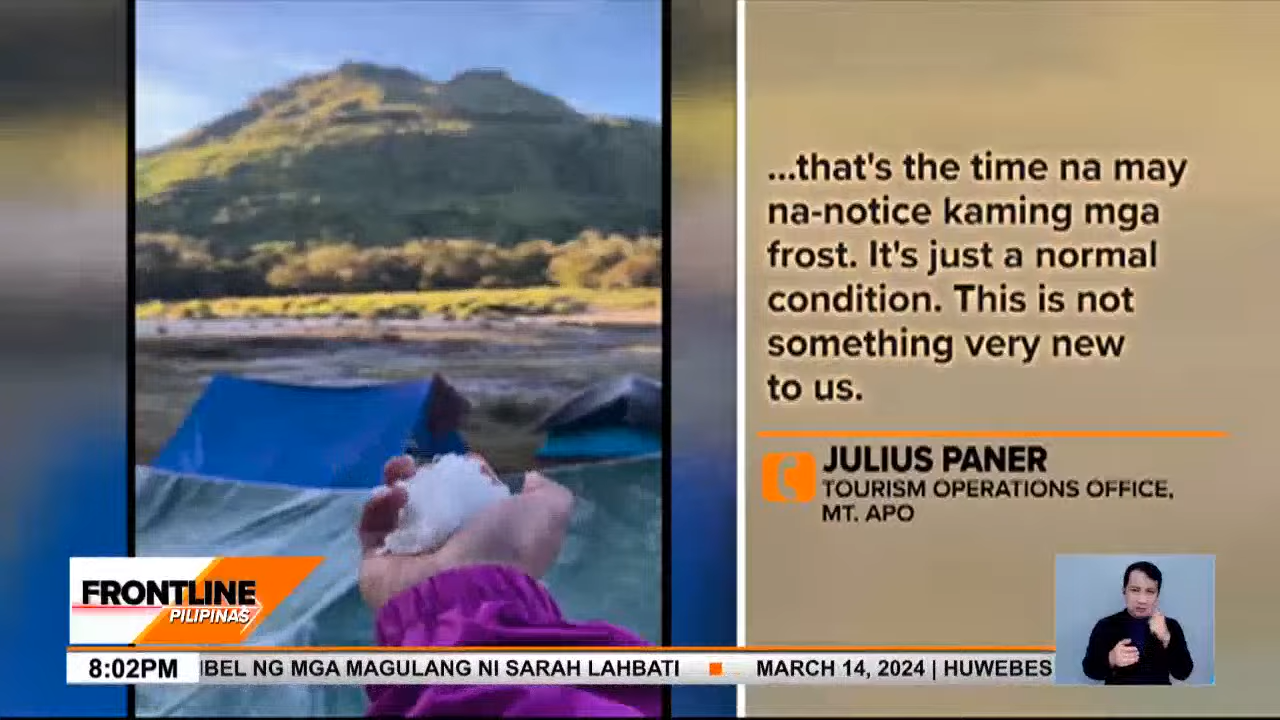 ...that's the time na may
na-notice kaming mga
frost. It's just a normal
condition. This is not
something very new
to us.
JULIUS PANER
TOURISM OPERATIONS OFFICE,
MT. APO
FRONTLINE
PILIPINAS
8:02PM IBEL NG MGA MAGULANG NI SARAH LAHBATI MARCH 14, 2024 | HUWEBES